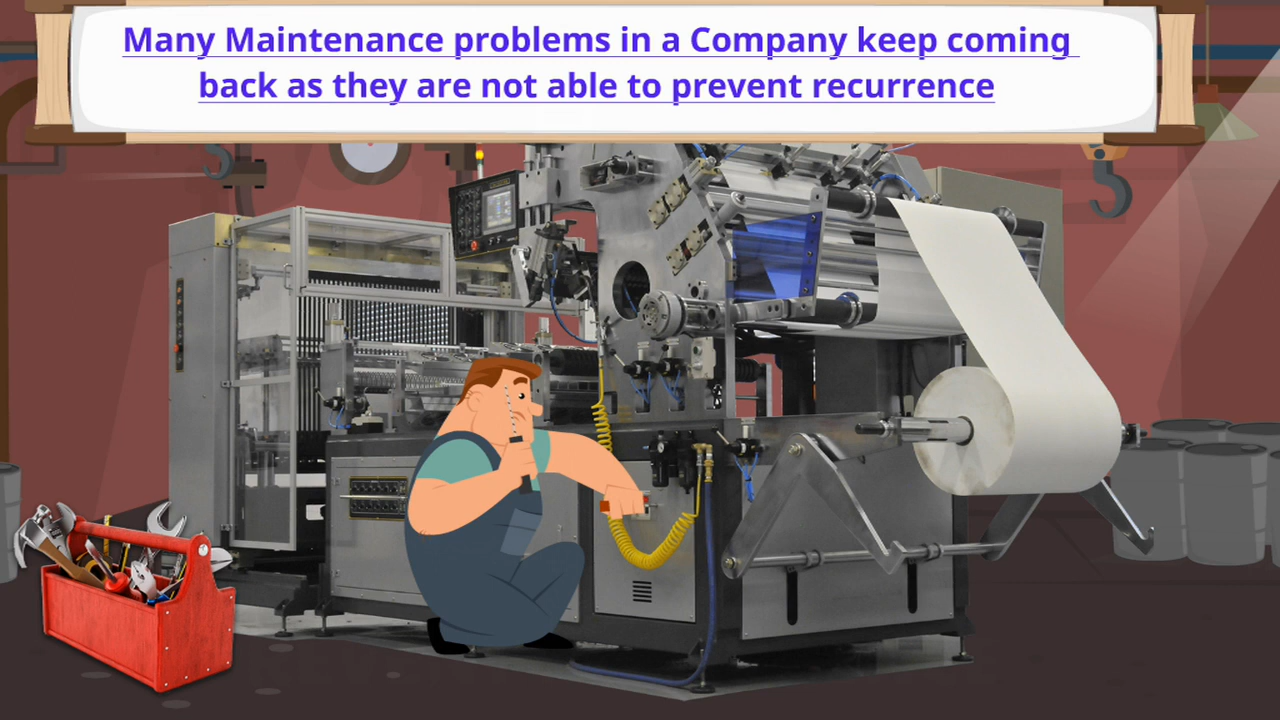 Many Maintenance problems in a Company keep coming
back as they are not able to prevent recurrence